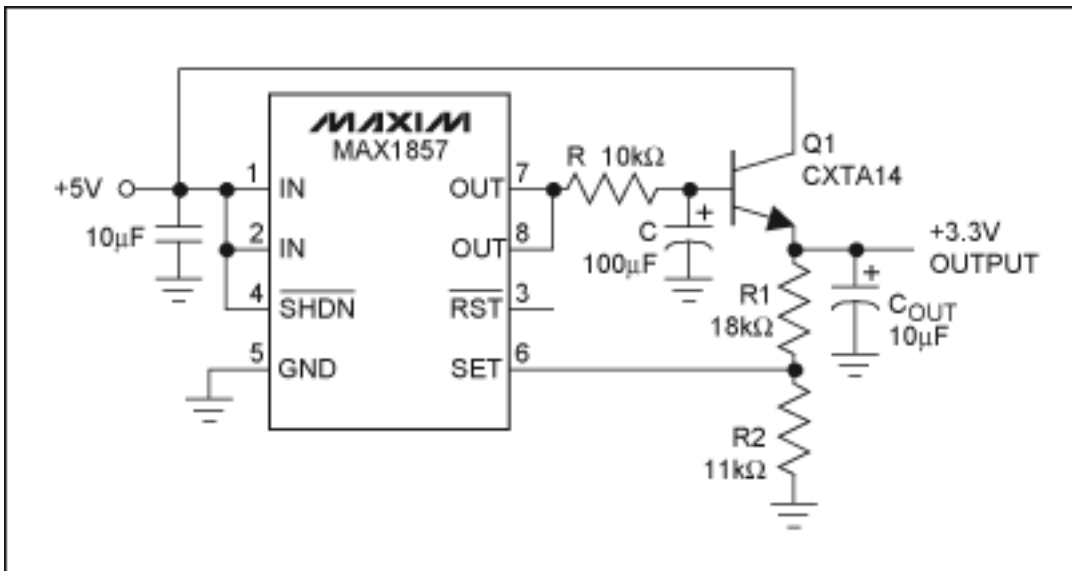 MAXIM
MAX1857
+5V
10μF
1 IN
2 IN
4 SHDN
5 GND
OUT 7
OUT 8
RST 3
SET 6
R 10kΩ
C
100μF
Q1
CXTA14
+3.3V
OUTPUT
R1
18kΩ
COUT
10μF
R2
11kΩ